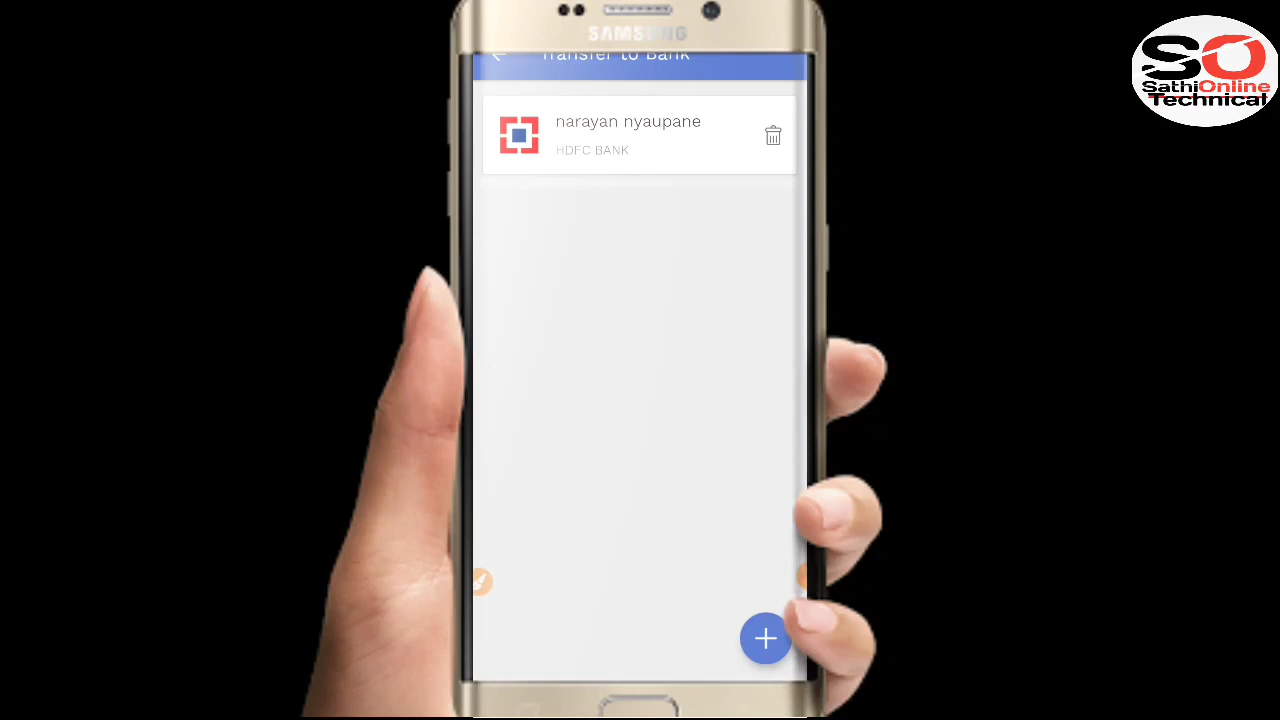 SAMSUNG
Transfer to Bank
narayan nyaupane
HDFC BANK
SO
SathiOnline
Technical